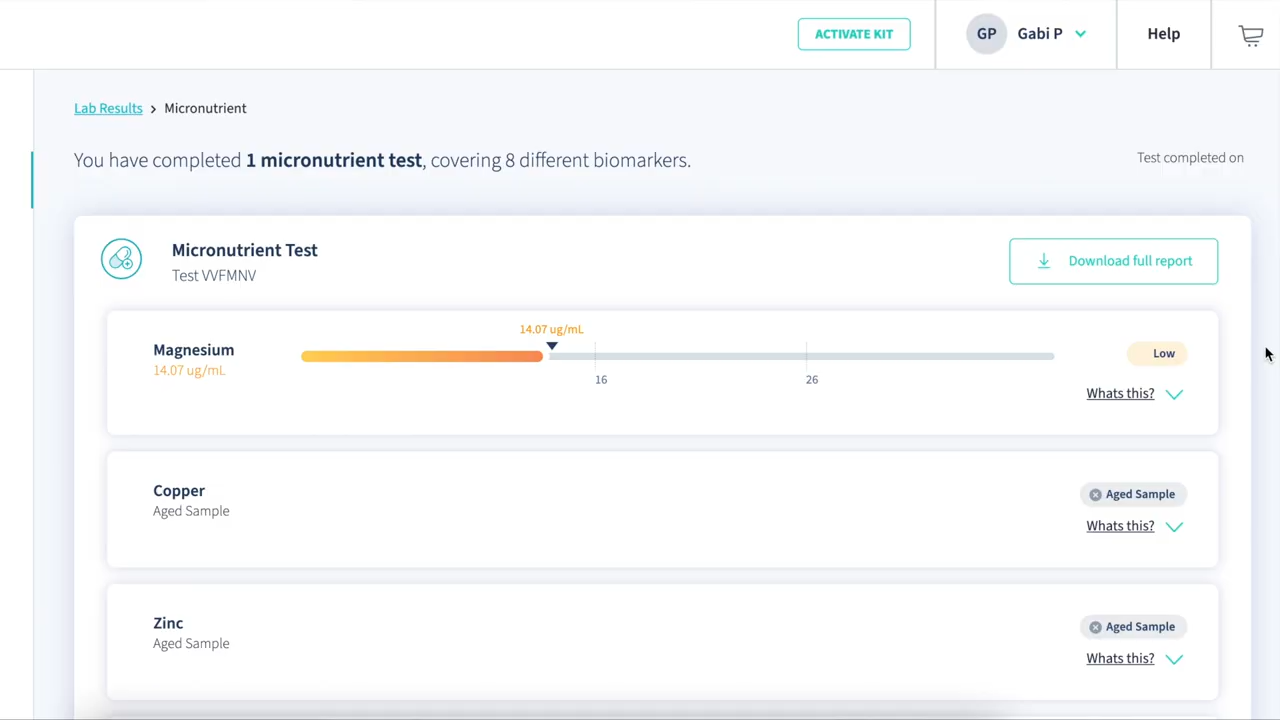 ACTIVATE KIT
GP
Gabi P
Help
Lab Results > Micronutrient
You have completed 1 micronutrient test, covering 8 different biomarkers.
Test completed on
Micronutrient Test
Test VVFMNV
Download full report
14.07 ug/mL
Magnesium
14.07 ug/mL
16
26
Low
Whats this?
Copper
Aged Sample
Aged Sample
Whats this?
Zinc
Aged Sample
Aged Sample
Whats this?